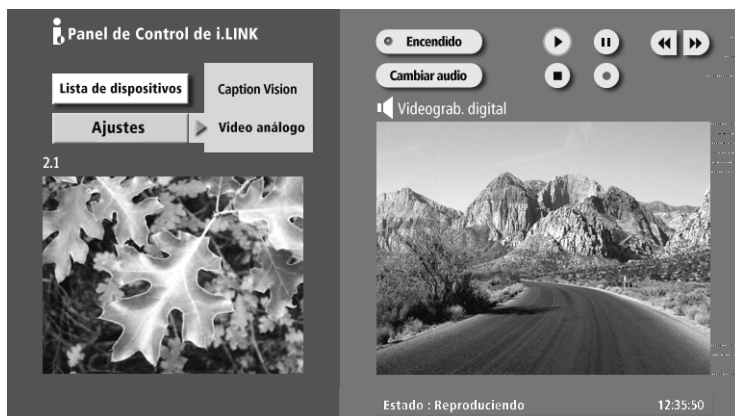 i. Panel de Control de i.LINK
Lista de dispositivos
Caption Vision
Ajustes
Video análogo
2.1
Encendido
Cambiar audio
Videograb. digital
Estado : Reproduciendo
12:35:50